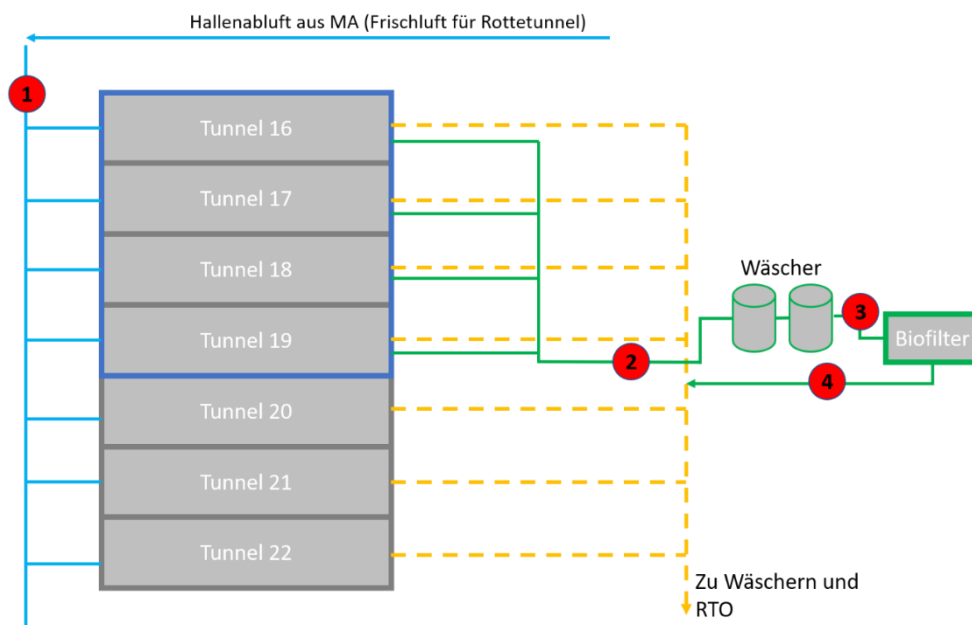 Hallenabluft aus MA (Frischluft für Rottetunnel)
1
Tunnel 16
Tunnel 17
Tunnel 18
Tunnel 19
Tunnel 20
Tunnel 21
Tunnel 22
2
Wäscher
3
Biofilter
4
Zu Wäschern und
RTO